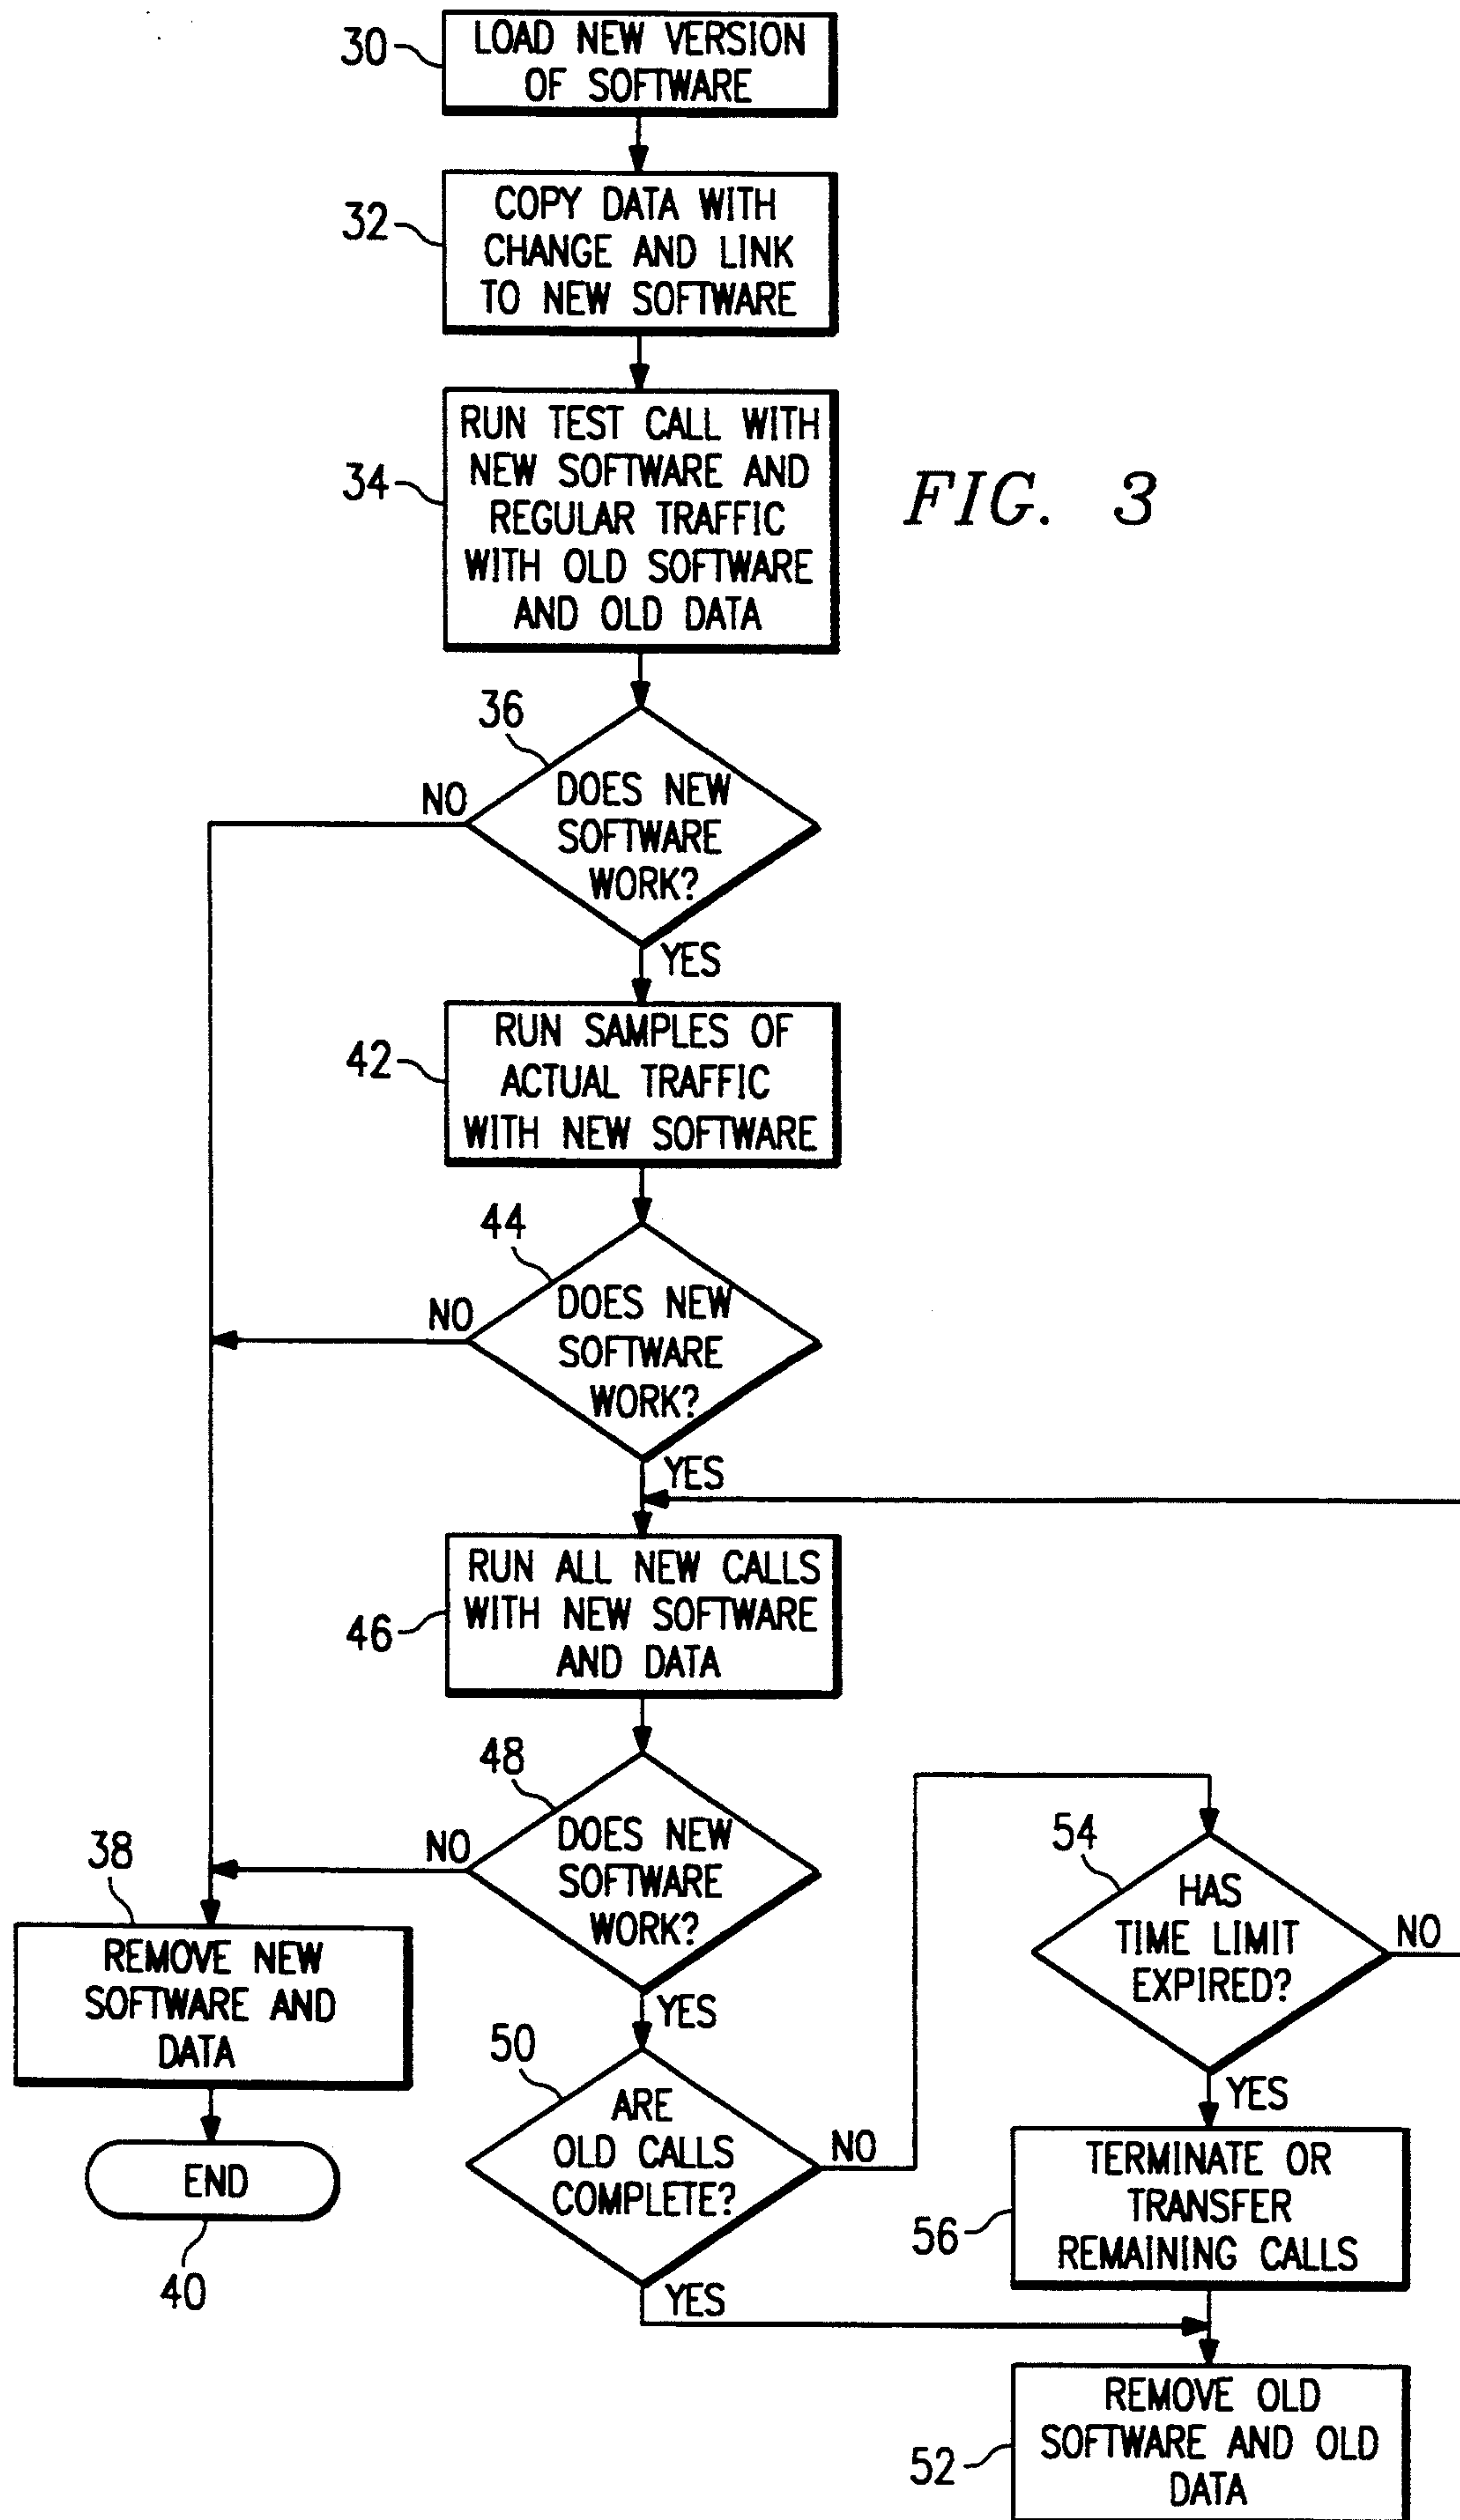 30
LOAD NEW VERSION
OF SOFTWARE
32
COPY DATA WITH
CHANGE AND LINK
TO NEW SOFTWARE
34
RUN TEST CALL WITH
NEW SOFTWARE AND
REGULAR TRAFFIC
WITH OLD SOFTWARE
AND OLD DATA
FIG. 3
36
DOES NEW
SOFTWARE
WORK?
NO
YES
42
RUN SAMPLES OF
ACTUAL TRAFFIC
WITH NEW SOFTWARE
44
DOES NEW
SOFTWARE
WORK?
NO
YES
46
RUN ALL NEW CALLS
WITH NEW SOFTWARE
AND DATA
48
DOES NEW
SOFTWARE
WORK?
NO
YES
38
REMOVE NEW
SOFTWARE AND
DATA
END
40
50
ARE
OLD CALLS
COMPLETE?
NO
YES
54
HAS
TIME LIMIT
EXPIRED?
NO
YES
56
TERMINATE OR
TRANSFER
REMAINING CALLS
52
REMOVE OLD
SOFTWARE AND OLD
DATA